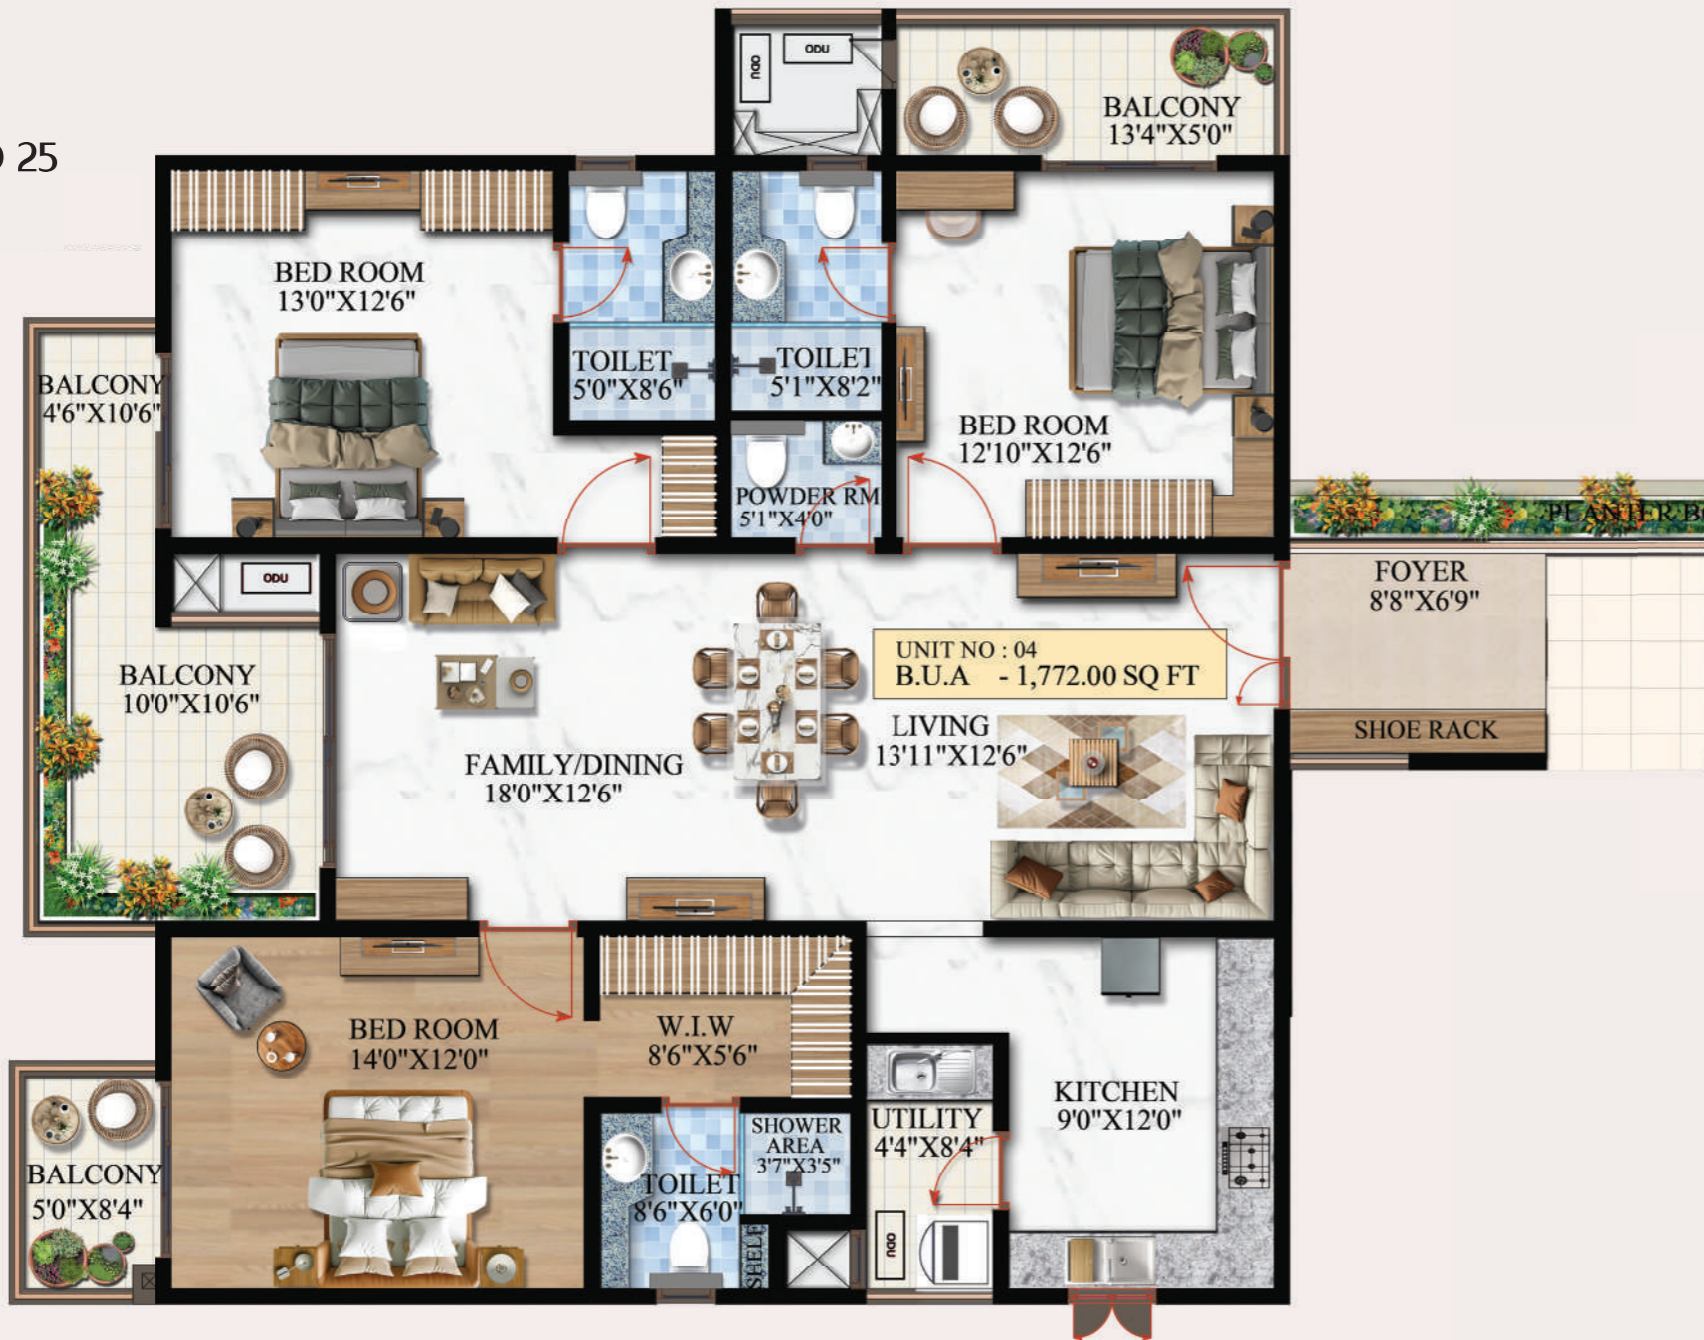 25
ODU
ODU
BALCONY
13'4"X5'0"
BED ROOM
13'0"X12'6"
TOILET
5'0"X8'6"
TOILET
5'1"X8'2"
BALCONY
4'6"X10'6"
BED ROOM
12'10"X12'6"
POWDER RM
5'1"X4'0"
ODU
FOYER
8'8"X6'9"
UNIT NO : 04
B.U.A - 1,772.00 SQ FT
BALCONY
10'0"X10'6"
LIVING
13'11"X12'6"
SHOE RACK
FAMILY/DINING
18'0"X12'6"
BED ROOM
14'0"X12'0"
W.I.W
8'6"X5'6"
KITCHEN
9'0"X12'0"
UTILITY
4'4"X8'4"
SHOWER
AREA
3'7"X3'5"
BALCONY
5'0"X8'4"
TOILET
8'6"X6'0"
SHELF
ODU
PLANTER